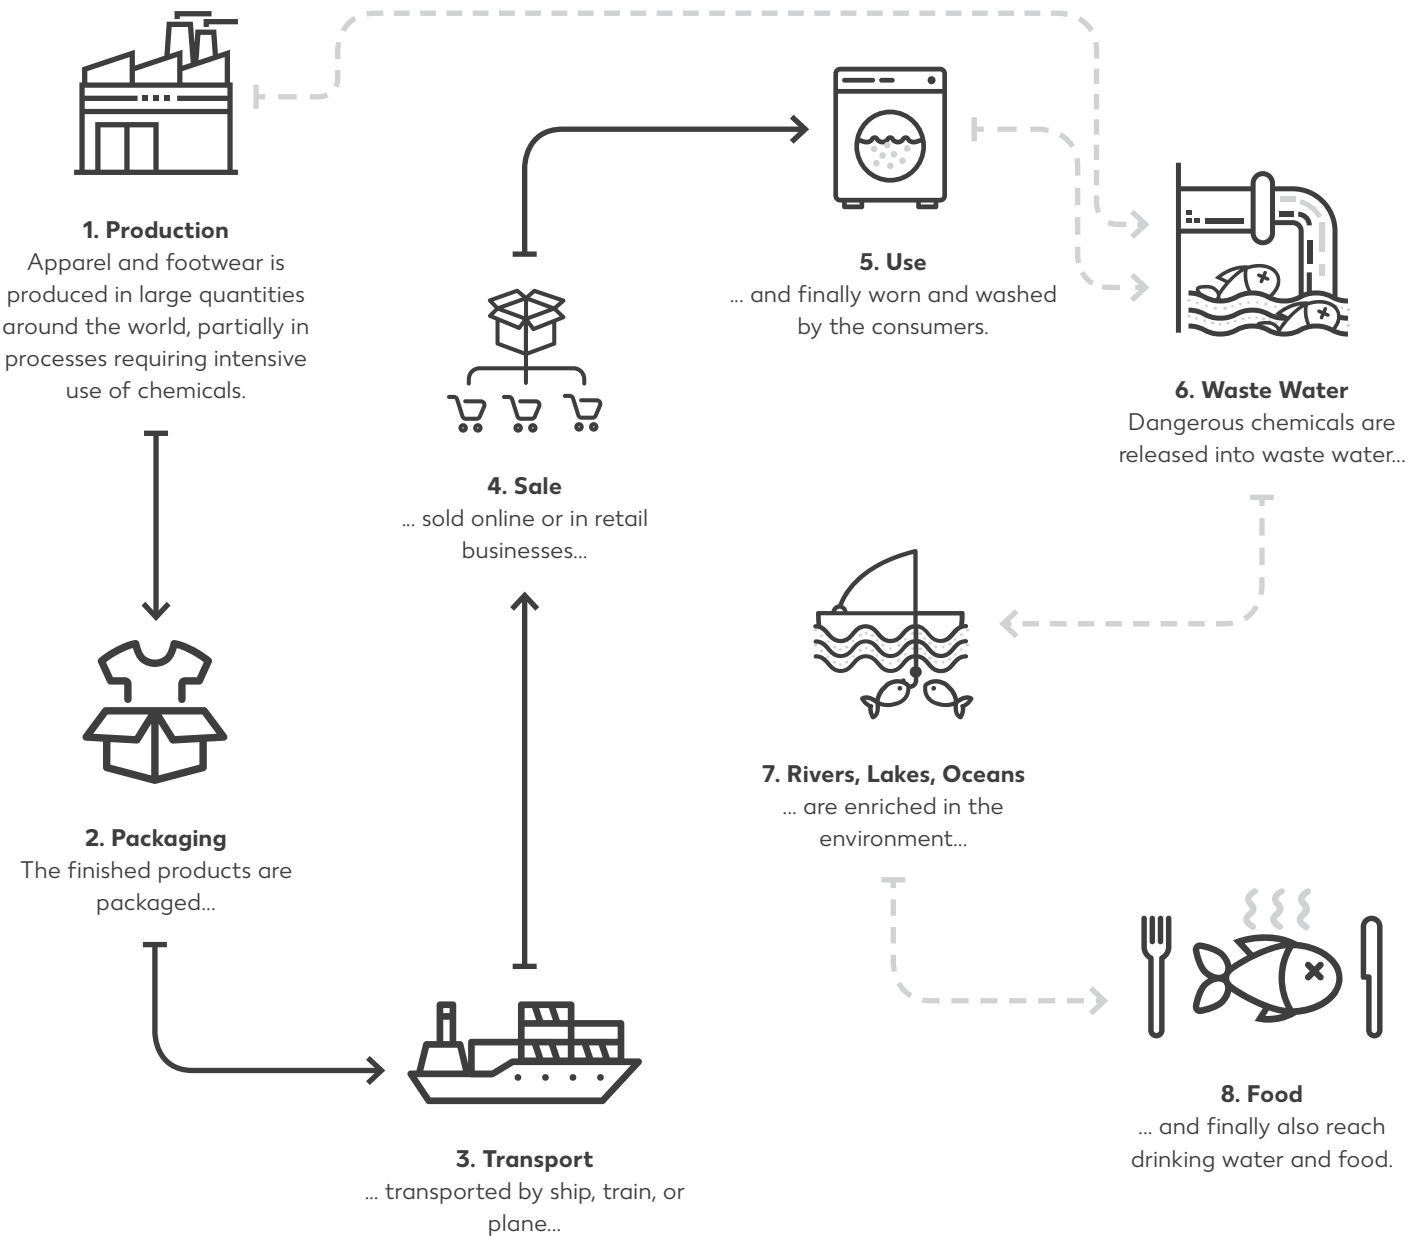 1. Production
Apparel and footwear is
produced in large quantities
around the world, partially in
processes requiring intensive
use of chemicals.
2. Packaging
The finished products are
packaged...
3. Transport
... transported by ship, train, or
plane...
4. Sale
... sold online or in retail
businesses...
5. Use
... and finally worn and washed
by the consumers.
6. Waste Water
Dangerous chemicals are
released into waste water...
7. Rivers, Lakes, Oceans
... are enriched in the
environment...
8. Food
... and finally also reach
drinking water and food.